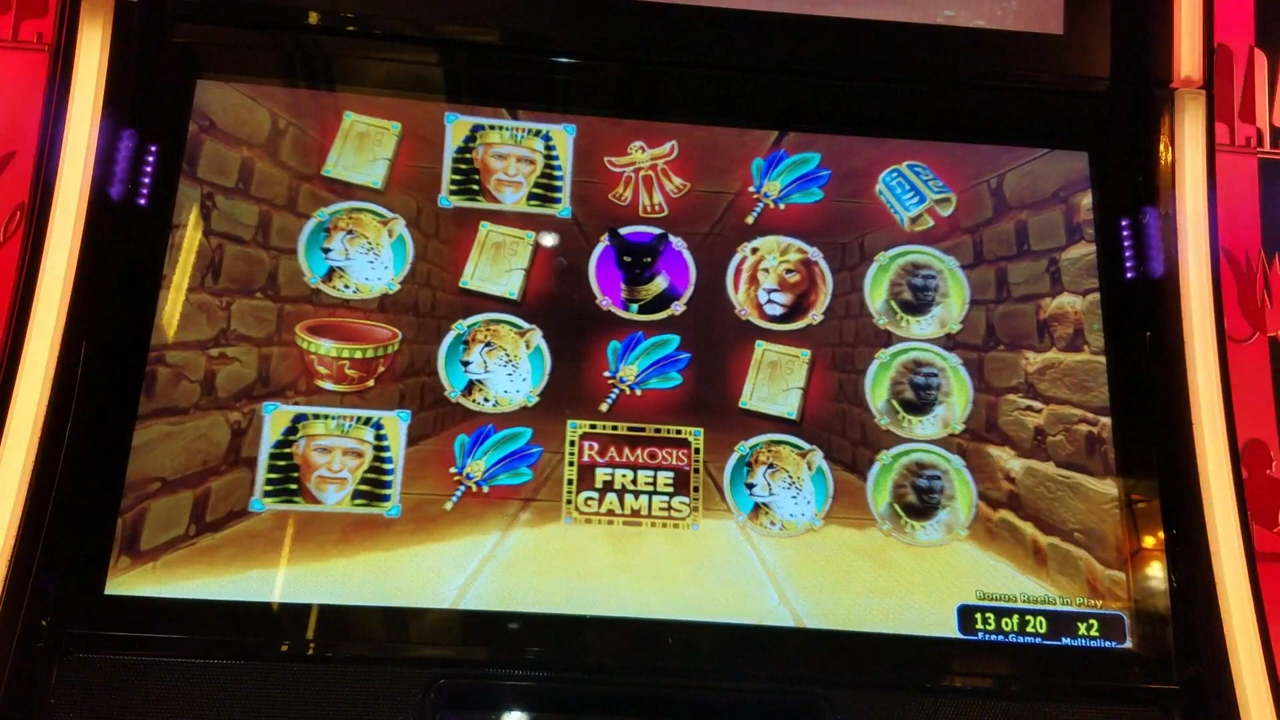 RAMOSIS
FREE
GAMES
Bonus Reels in Play
13 of 20 x2
Free Game Multiplier